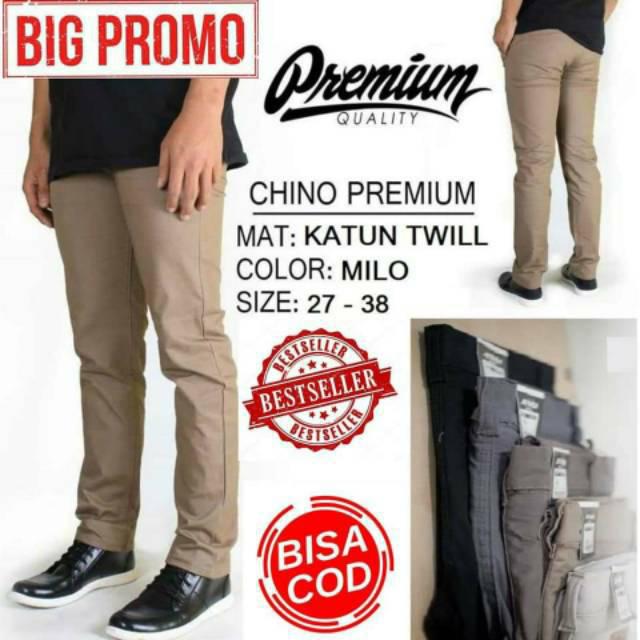 BIG PROMO
Premium
QUALITY
CHINO PREMIUM
MAT: KATUN TWILL
COLOR: MILO
SIZE: 27 - 38
BESTSELLER
BESTSELLER
BESTSELLER
BISA
COD